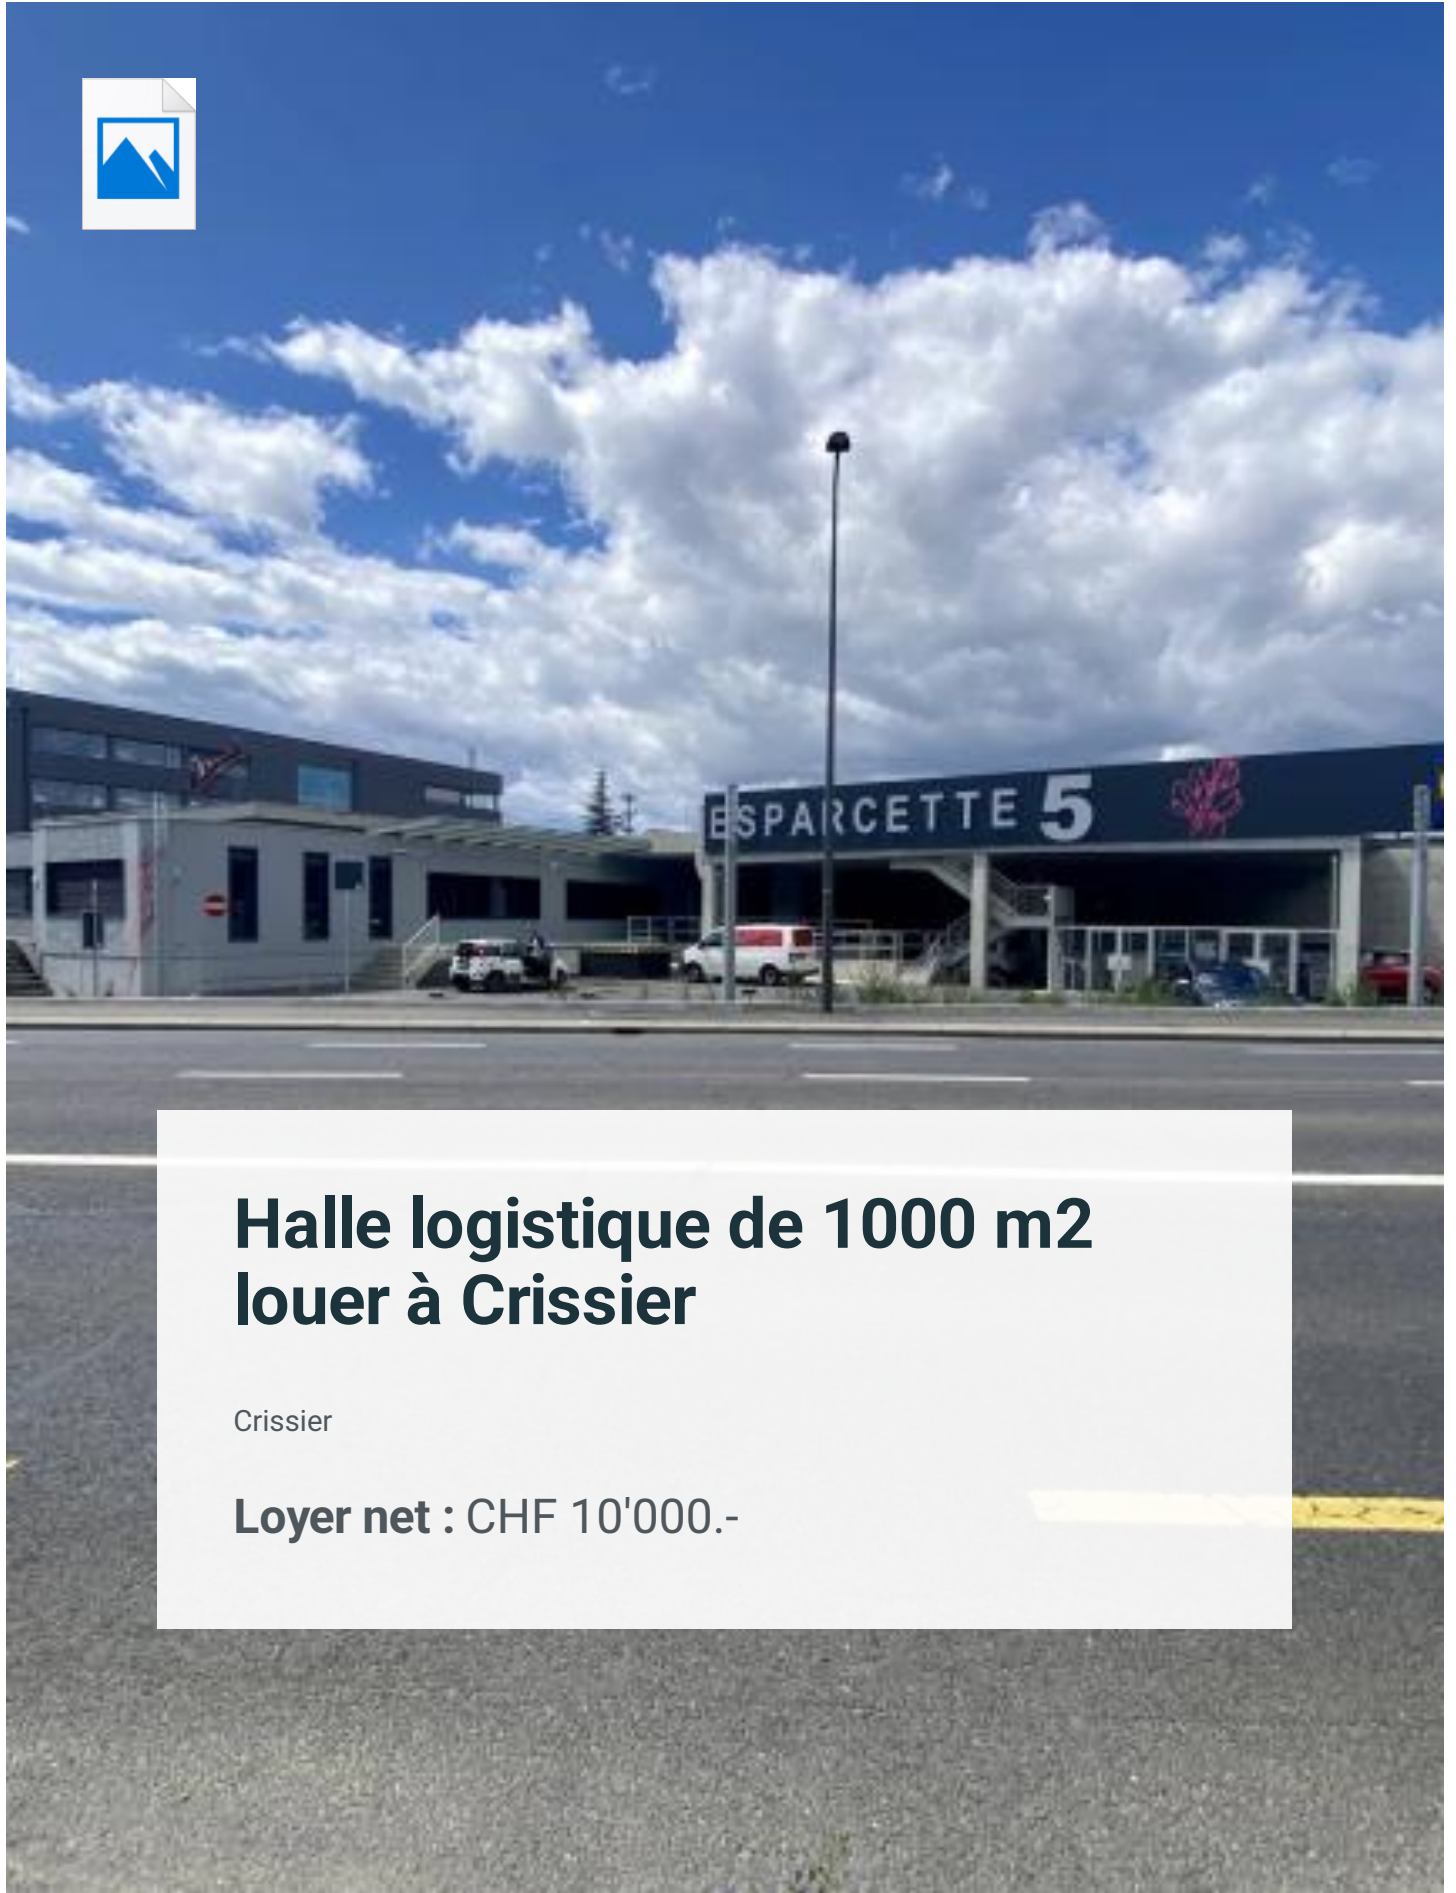 ESPARCETTE 5
Halle logistique de 1000 m2
louer à Crissier
Crissier
Loyer net : CHF 10'000.-